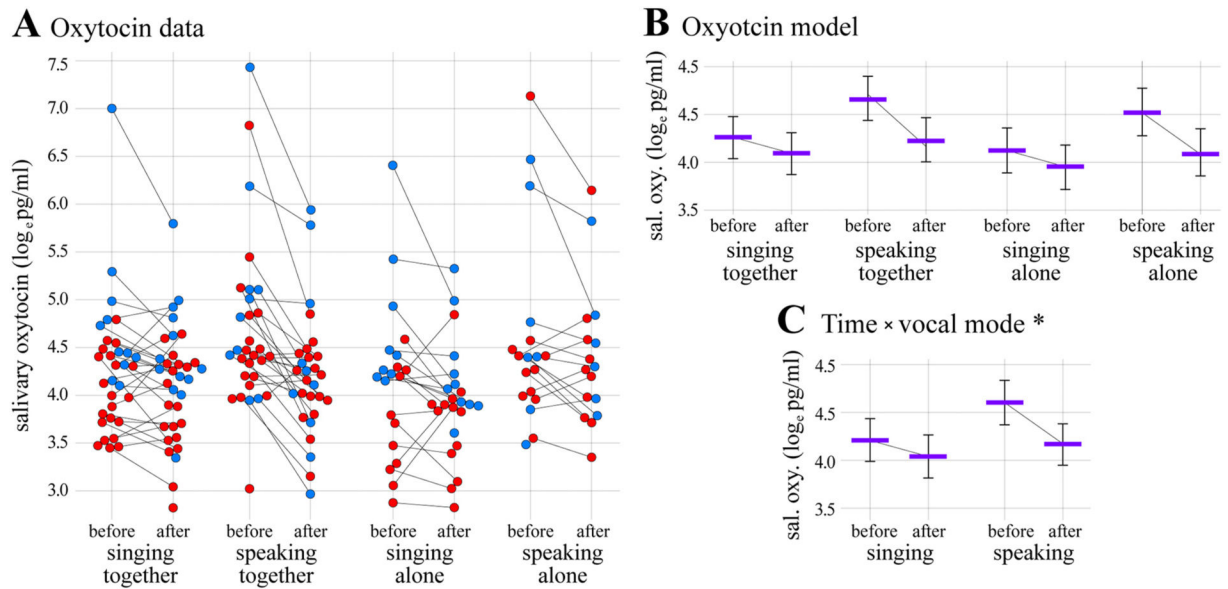 A Oxytocin data
salivary oxytocin (logₑ pg/ml)
7.5
7.0
6.5
6.0
5.5
5.0
4.5
4.0
3.5
3.0
before after before after before after before after
singing together
speaking together
singing alone
speaking alone
B Oxyotcin model
sal. oxy. (logₑ pg/ml)
4.5
4.5
4.0
3.5
before after before after before after before after
singing together
speaking together
singing alone
speaking alone
C Time × vocal mode *
sal. oxy. (logₑ pg/ml)
4.5
4.0
3.5
before after before after
singing speaking